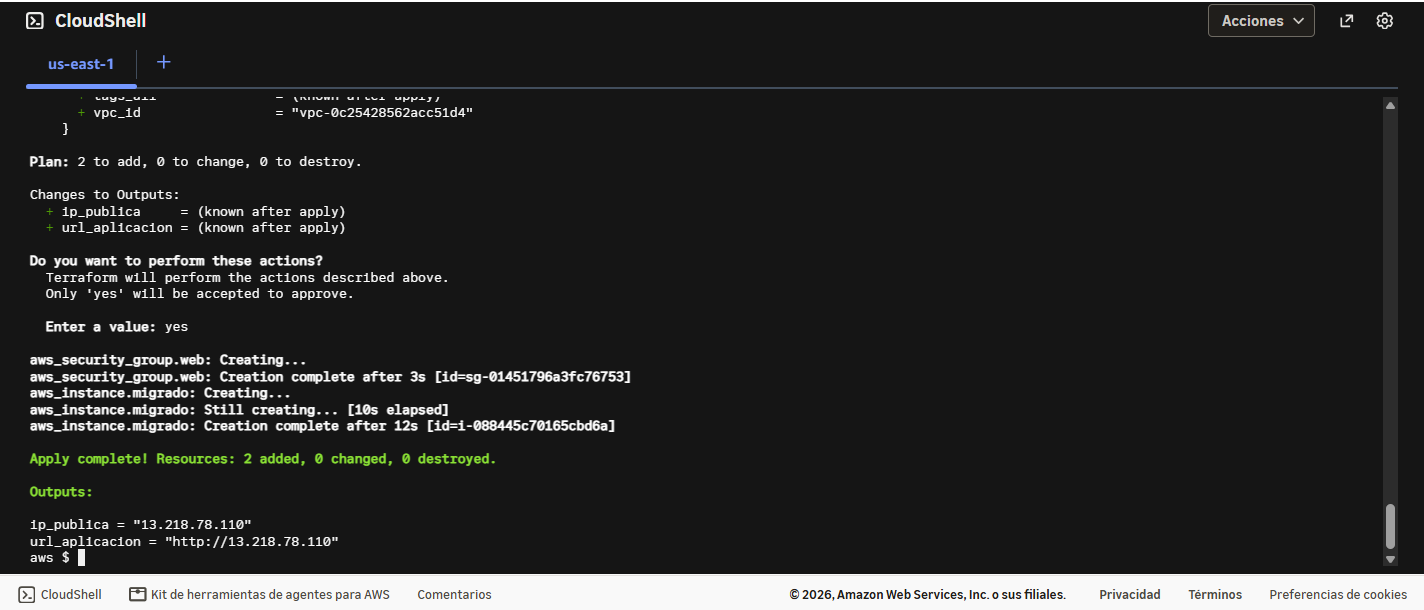 CloudShell
Acciones
us-east-1
+
+ tags_all = (known after apply)
+ vpc_id = "vpc-0c25428562acc51d4"
}
Plan: 2 to add, 0 to change, 0 to destroy.
Changes to Outputs:
+ ip_publica = (known after apply)
+ url_aplicacion = (known after apply)
Do you want to perform these actions?
Terraform will perform the actions described above.
Only 'yes' will be accepted to approve.
Enter a value: yes
aws_security_group.web: Creating...
aws_security_group.web: Creation complete after 3s [id=sg-01451796a3fc76753]
aws_instance.migrado: Creating...
aws_instance.migrado: Still creating... [10s elapsed]
aws_instance.migrado: Creation complete after 12s [id=i-088445c70165cbd6a]
Apply complete! Resources: 2 added, 0 changed, 0 destroyed.
Outputs:
ip_publica = "13.218.78.110"
url_aplicacion = "http://13.218.78.110"
aws $
CloudShell Kit de herramientas de agentes para AWS Comentarios © 2026, Amazon Web Services, Inc. o sus filiales. Privacidad Términos Preferencias de cookies